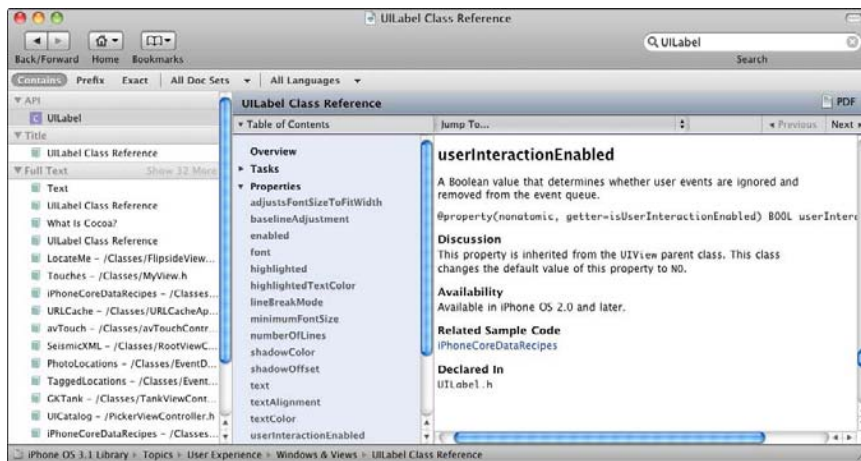 UILabel Class Reference
UILabel
Back/Forward Home Bookmarks
Search
Contains Prefix Exact All Doc Sets All Languages
API
C UILabel
Title
UILabel Class Reference
Full Text Show 32 More
Text
UILabel Class Reference
What Is Cocoa?
UILabel Class Reference
LocateMe – /Classes/FlipsideView...
Touches – /Classes/MyView.h
iPhoneCoreDataRecipes – /Classes...
URLCache – /Classes/URLCacheAp...
avTouch – /Classes/avTouchContr...
SeismicXML – /Classes/RootViewC...
PhotoLocations – /Classes/EventD...
TaggedLocations – /Classes/Event...
GKTank – /Classes/TankViewCont...
UICatalog – /PickerViewController.h
iPhoneCoreDataRecipes – /Classes...
UILabel Class Reference
PDF
Table of Contents
Jump To...
Previous Next
Overview
Tasks
Properties
adjustsFontSizeToFitWidth
baselineAdjustment
enabled
font
highlighted
highlightedTextColor
lineBreakMode
minimumFontSize
numberOfLines
shadowColor
shadowOffset
text
textAlignment
textColor
userInteractionEnabled
userInteractionEnabled
A Boolean value that determines whether user events are ignored and
removed from the event queue.
@property(nonatomic, getter=isUserInteractionEnabled) BOOL userInterac
Discussion
This property is inherited from the UIView parent class. This class
changes the default value of this property to NO.
Availability
Available in iPhone OS 2.0 and later.
Related Sample Code
iPhoneCoreDataRecipes
Declared In
UILabel.h
iPhone OS 3.1 Library Topics User Experience Windows & Views UILabel Class Reference